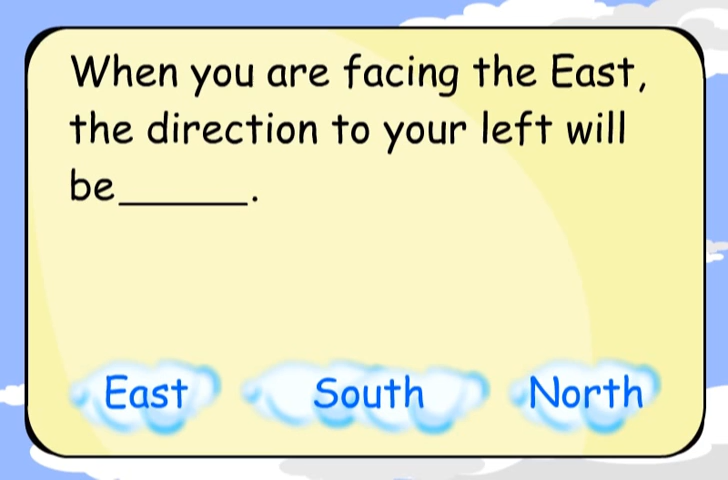 When you are facing the East,
the direction to your left will
be______.
East South North